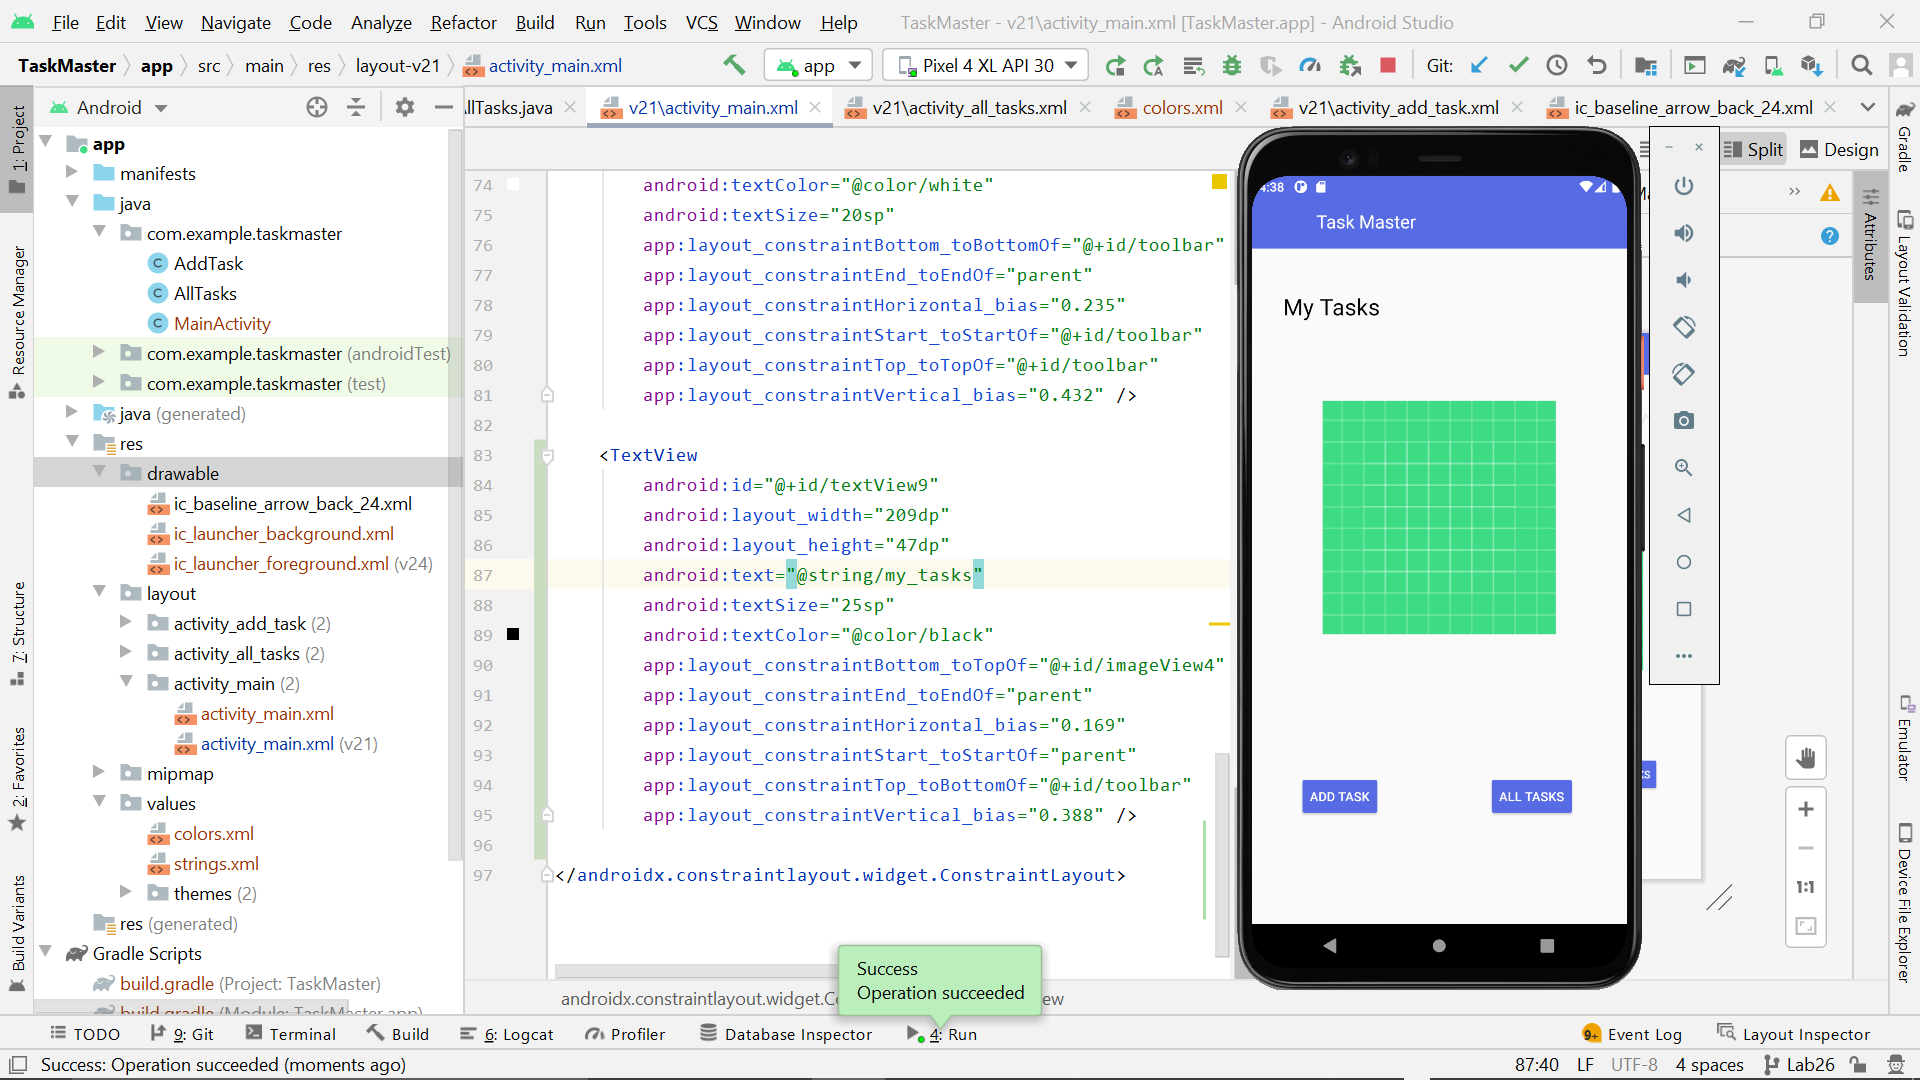 File Edit View Navigate Code Analyze Refactor Build Run Tools VCS Window Help TaskMaster - v21\activity_main.xml [TaskMaster.app] - Android Studio
TaskMaster app src main res layout-v21 activity_main.xml app Pixel 4 XL API 30 Git:
Android llTasks.java v21\activity_main.xml v21\activity_all_tasks.xml colors.xml v21\activity_add_task.xml ic_baseline_arrow_back_24.xml
Split Design
1: Project
Resource Manager
7: Structure
2: Favorites
Build Variants
app
manifests
java
com.example.taskmaster
AddTask
AllTasks
MainActivity
com.example.taskmaster (androidTest)
com.example.taskmaster (test)
java (generated)
res
drawable
ic_baseline_arrow_back_24.xml
ic_launcher_background.xml
ic_launcher_foreground.xml (v24)
layout
activity_add_task (2)
activity_all_tasks (2)
activity_main (2)
activity_main.xml
activity_main.xml (v21)
mipmap
values
colors.xml
strings.xml
themes (2)
res (generated)
Gradle Scripts
build.gradle (Project: TaskMaster)
build.gradle (Module: TaskMaster.app)
74 android:textColor="@color/white"
75 android:textSize="20sp"
76 app:layout_constraintBottom_toBottomOf="@+id/toolbar"
77 app:layout_constraintEnd_toEndOf="parent"
78 app:layout_constraintHorizontal_bias="0.235"
79 app:layout_constraintStart_toStartOf="@+id/toolbar"
80 app:layout_constraintTop_toTopOf="@+id/toolbar"
81 app:layout_constraintVertical_bias="0.432" />
82
83 <TextView
84 android:id="@+id/textView9"
85 android:layout_width="209dp"
86 android:layout_height="47dp"
87 android:text="@string/my_tasks"
88 android:textSize="25sp"
89 android:textColor="@color/black"
90 app:layout_constraintBottom_toTopOf="@+id/imageView4"
91 app:layout_constraintEnd_toEndOf="parent"
92 app:layout_constraintHorizontal_bias="0.169"
93 app:layout_constraintStart_toStartOf="parent"
94 app:layout_constraintTop_toBottomOf="@+id/toolbar"
95 app:layout_constraintVertical_bias="0.388" />
96
97 </androidx.constraintlayout.widget.ConstraintLayout>
androidx.constraintlayout.widget.Co
ew
Success
Operation succeeded
4:38
Task Master
My Tasks
ADD TASK ALL TASKS
KS
1:1
Gradle
Attributes
Layout Validation
Emulator
Device File Explorer
TODO 9: Git Terminal Build 6: Logcat Profiler Database Inspector 4: Run 9+ Event Log Layout Inspector
Success: Operation succeeded (moments ago) 87:40 LF UTF-8 4 spaces Lab26